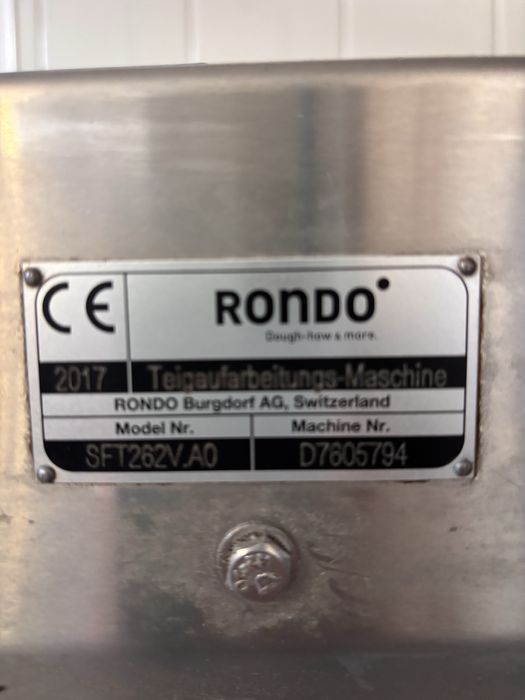 CE
RONDO
Dough-how & more.
2017 Teigaufarbeitungs-Maschine
RONDO Burgdorf AG, Switzerland
Model Nr. Machine Nr.
SFT262V.A0 D7605794